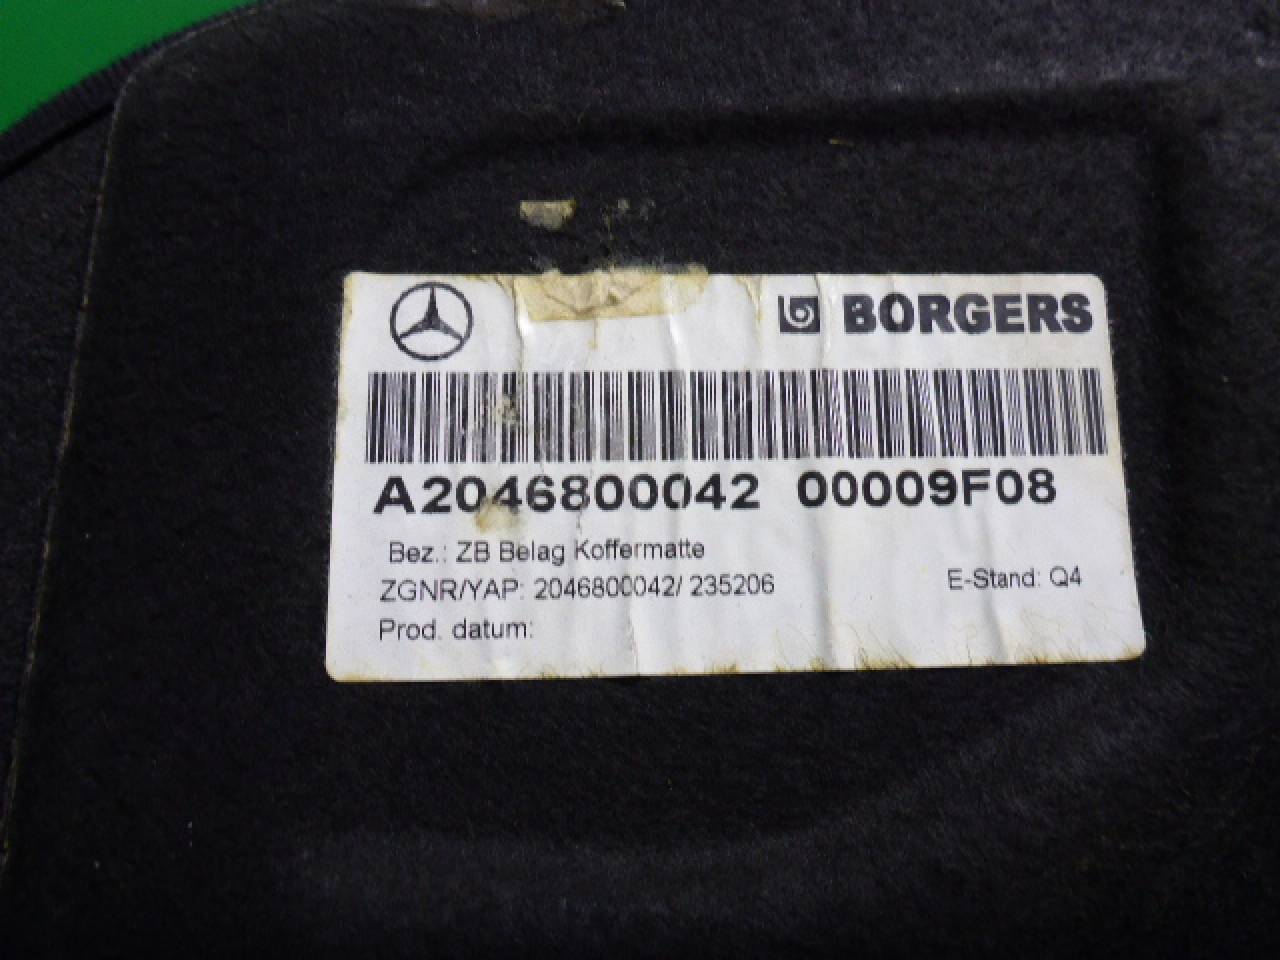 BORGERS
A2046800042 00009F08
Bez.: ZB Belag Koffermatte
ZGNR/YAP: 2046800042/ 235206
E-Stand: Q4
Prod. datum: